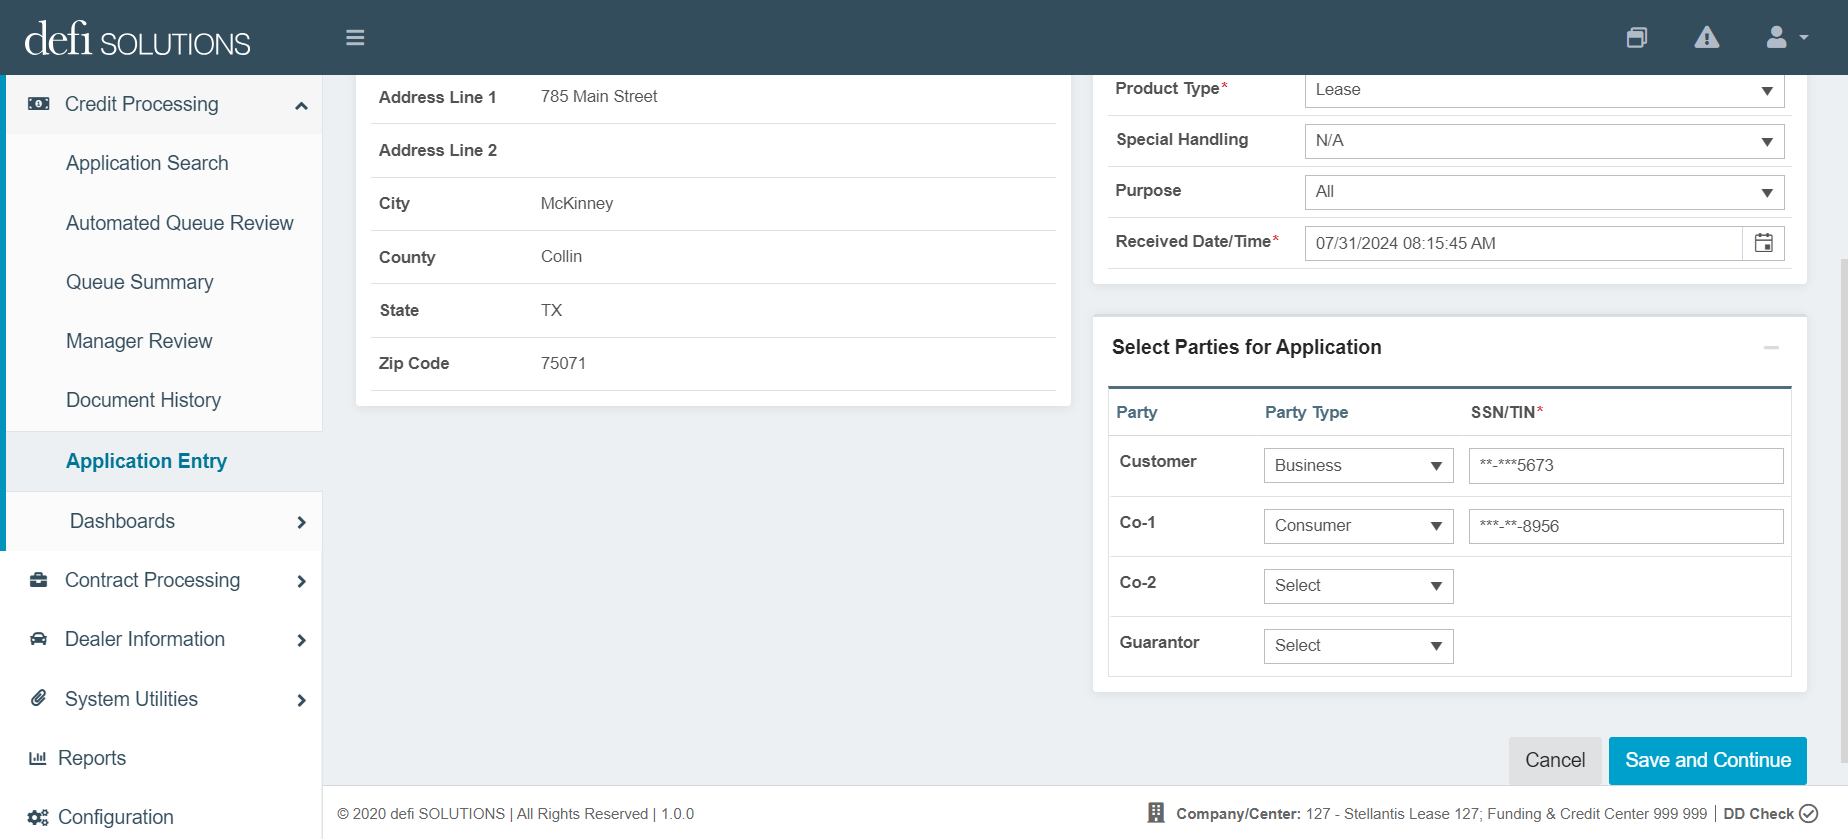 defi SOLUTIONS
Credit Processing
Application Search
Automated Queue Review
Queue Summary
Manager Review
Document History
Application Entry
Dashboards
Contract Processing
Dealer Information
System Utilities
Reports
Configuration
Address Line 1 785 Main Street
Address Line 2
City McKinney
County Collin
State TX
Zip Code 75071
Product Type* Lease
Special Handling N/A
Purpose All
Received Date/Time* 07/31/2024 08:15:45 AM
Select Parties for Application
Party Party Type SSN/TIN*
Customer Business **-***5673
Co-1 Consumer ***-**-8956
Co-2 Select
Guarantor Select
Cancel Save and Continue
© 2020 defi SOLUTIONS | All Rights Reserved | 1.0.0
Company/Center: 127 - Stellantis Lease 127; Funding & Credit Center 999 999 | DD Check